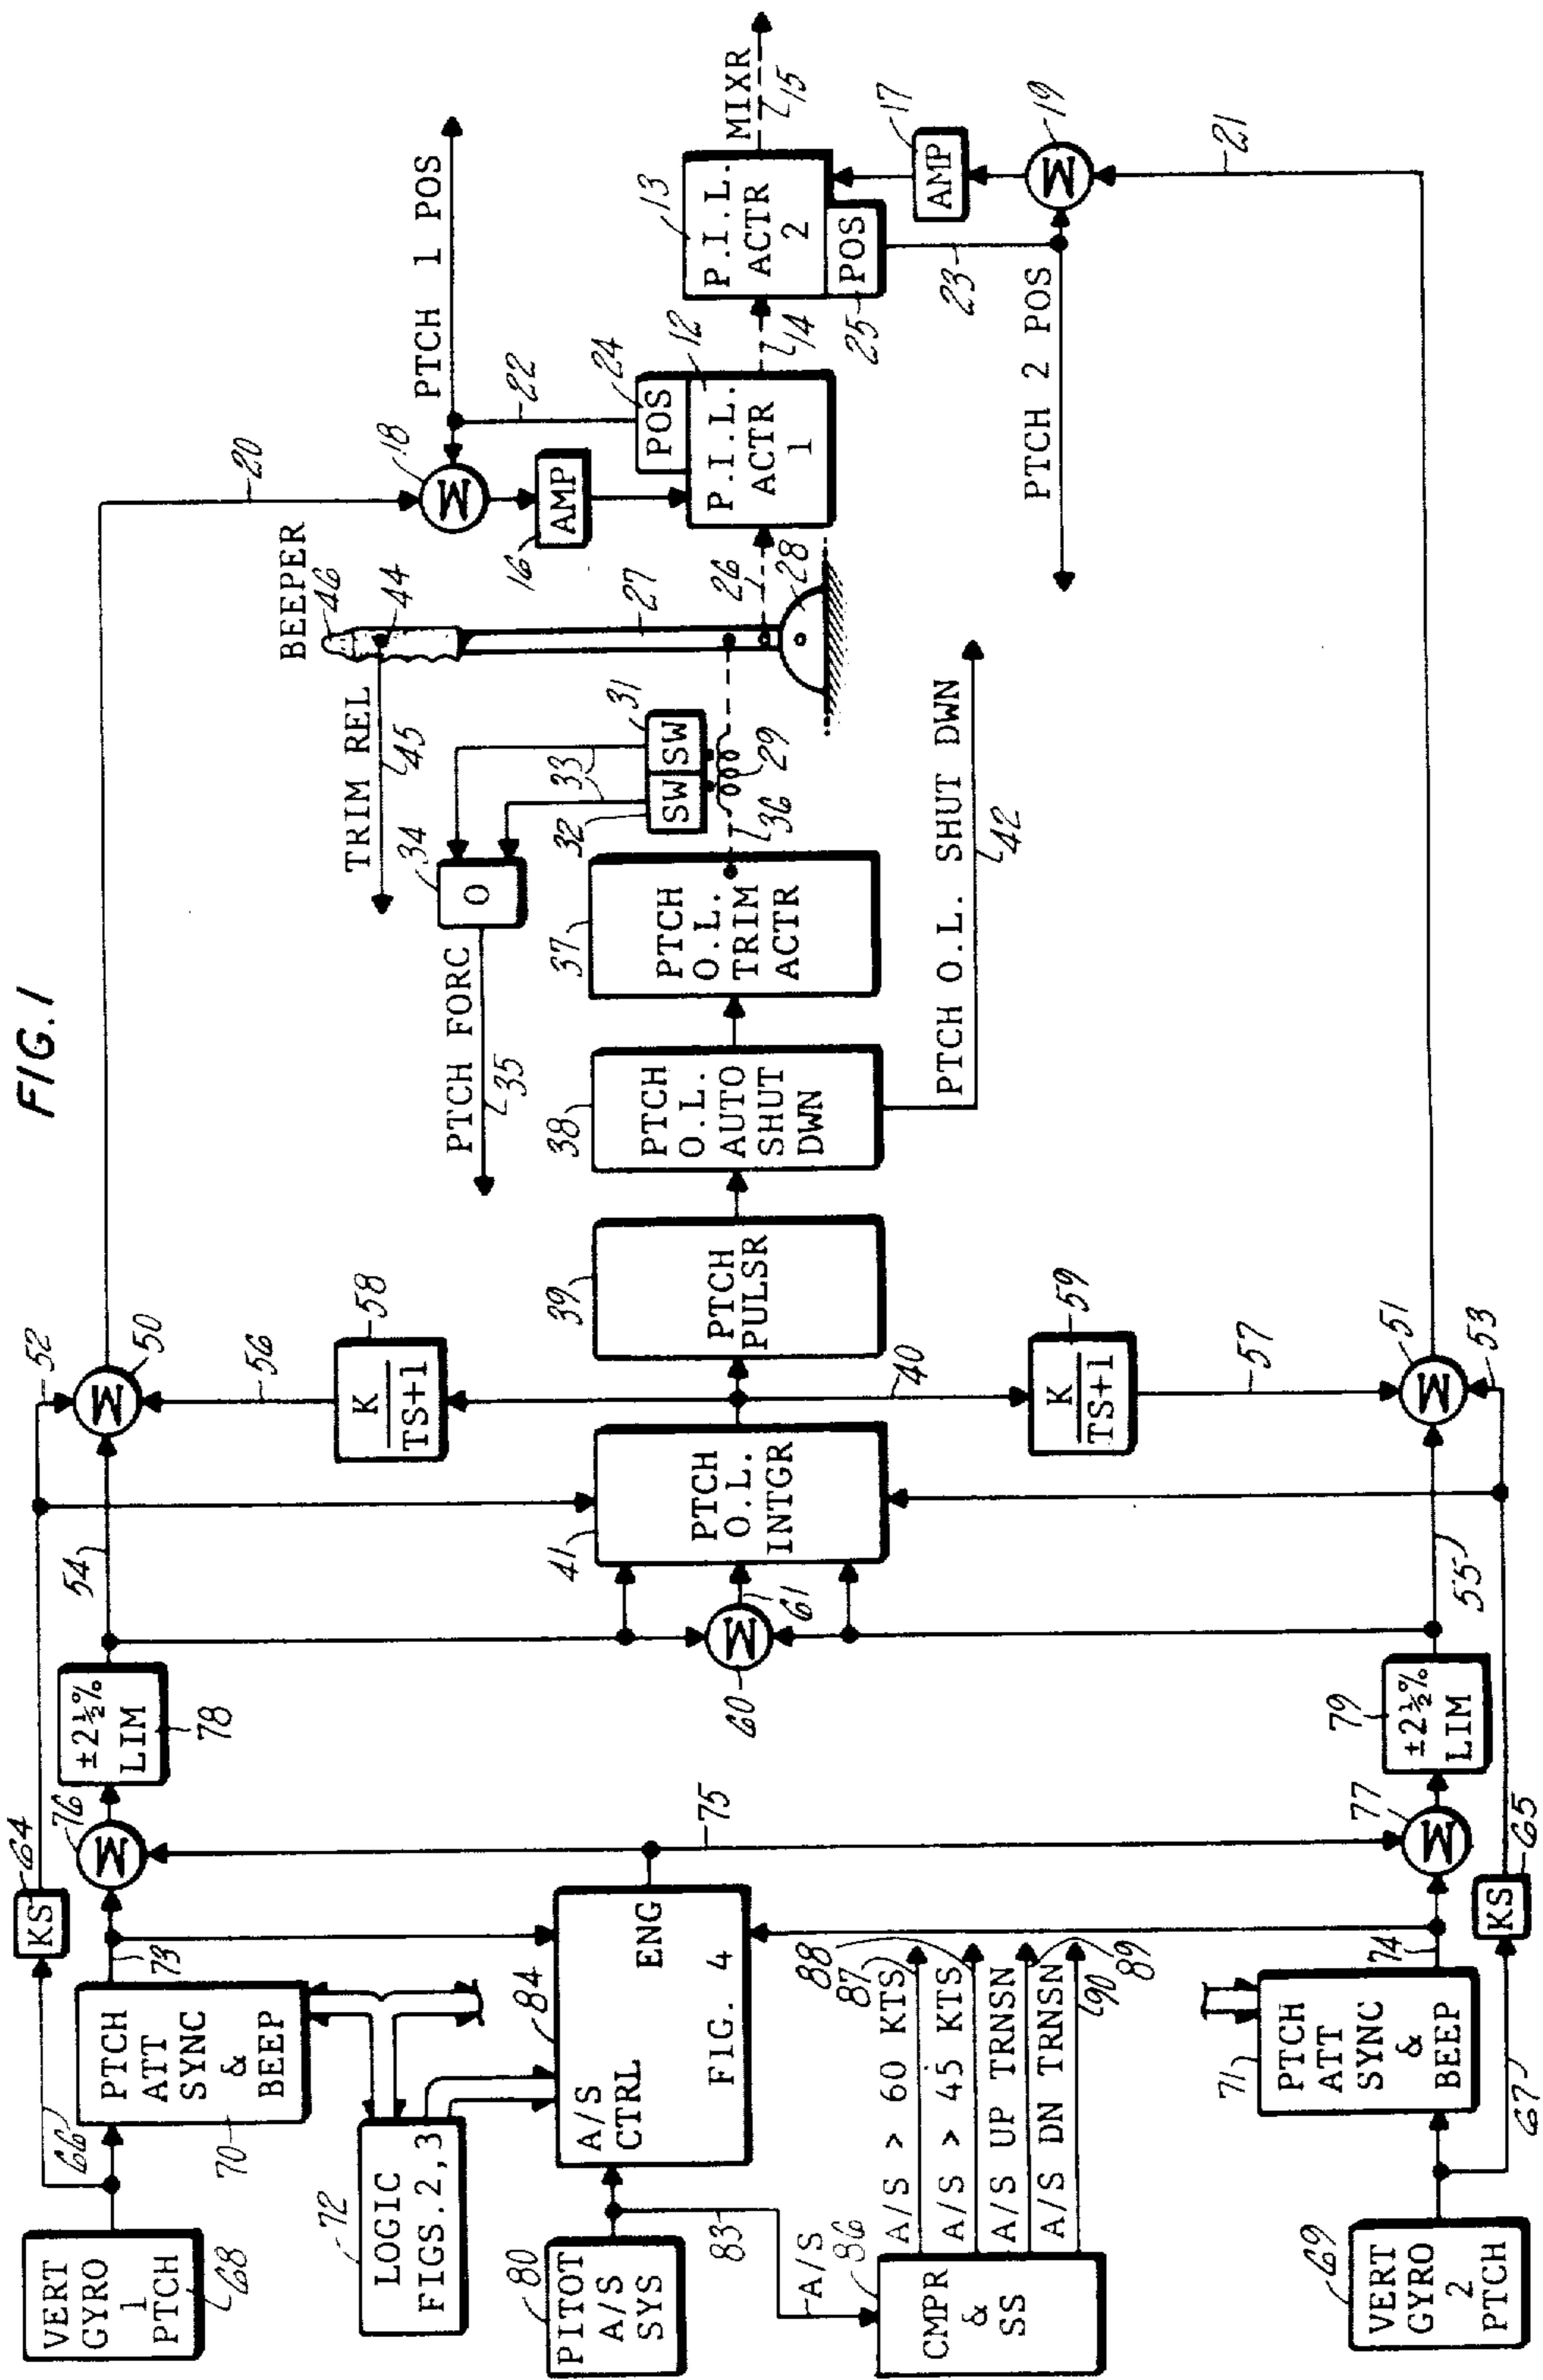 FIG. 1
VERT
GYRO
1
PTCH
68
66
KS
64
PTCH
ATT
SYNC
&
BEEP
70
73
76
±2½%
LIM
78
54
52
50
56
K
TS+1
58
20
LOGIC
FIGS. 2, 3
72
PITOT
A/S
SYS
80
83
A/S
A/S
CTRL
ENG
FIG. 4
84
75
CMPR
&
SS
86
A/S > 60 KTS
87
88
A/S > 45 KTS
A/S UP TRNSN
89
A/S DN TRNSN
90
60
61
PTCH
O.L.
INTGR
41
40
PTCH
PULSR
39
PTCH
O.L.
AUTO
SHUT
DWN
38
PTCH O.L. SHUT DWN
42
PTCH
O.L.
TRIM
ACTR
37
36
PTCH FORC
35
O
34
33
SW
32
SW
31
29
TRIM REL
45
BEEPER
46
44
27
26
28
M
18
AMP
16
POS
24
22
PTCH 1 POS
P.I.L.
ACTR
1
12
14
P.I.L.
ACTR
2
13
MIXR
15
POS
25
23
AMP
17
19
21
PTCH 2 POS
K
TS+1
59
57
51
53
55
±2½%
LIM
79
77
74
PTCH
ATT
SYNC
&
BEEP
71
KS
65
67
VERT
GYRO
2
PTCH
69